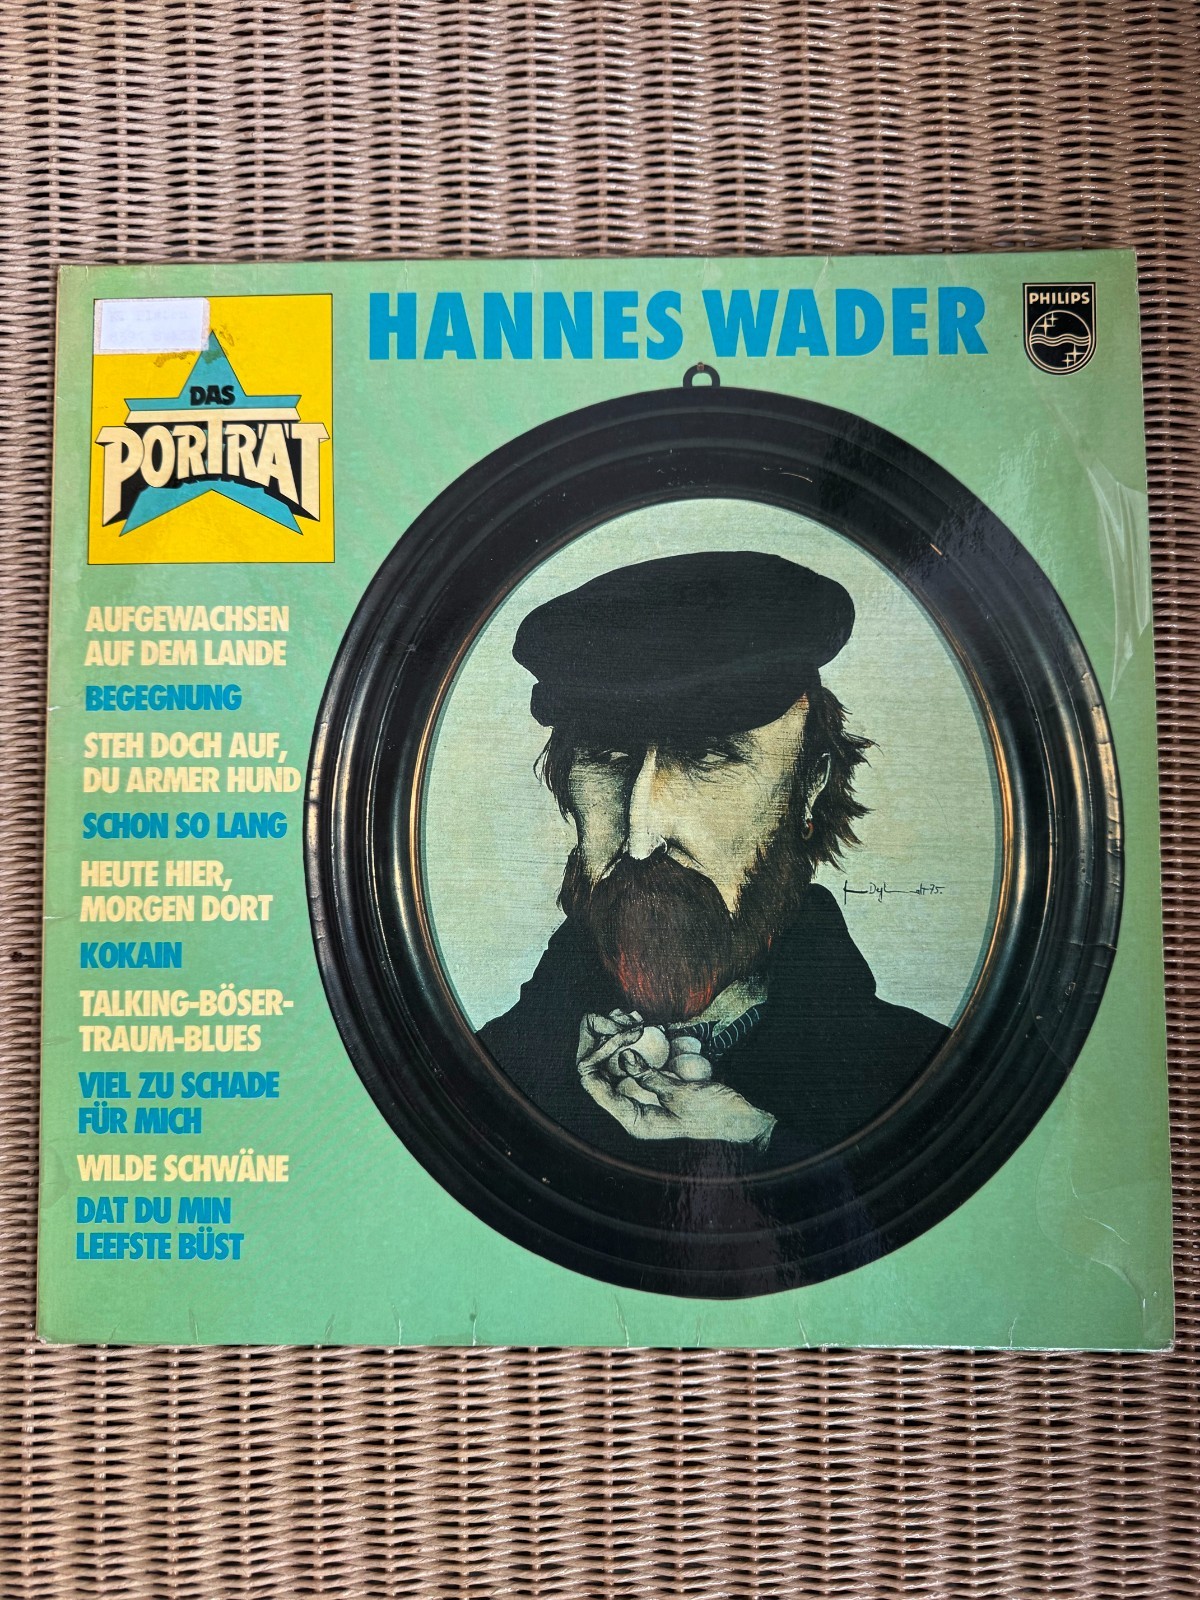 HANNES WADER
PHILIPS
DAS
PORTRÄT
AUFGEWACHSEN
AUF DEM LANDE
BEGEGNUNG
STEH DOCH AUF,
DU ARMER HUND
SCHON SO LANG
HEUTE HIER,
MORGEN DORT
KOKAIN
TALKING-BÖSER-
TRAUM-BLUES
VIEL ZU SCHADE
FÜR MICH
WILDE SCHWÄNE
DAT DU MIN
LEEFSTE BÜST
75.